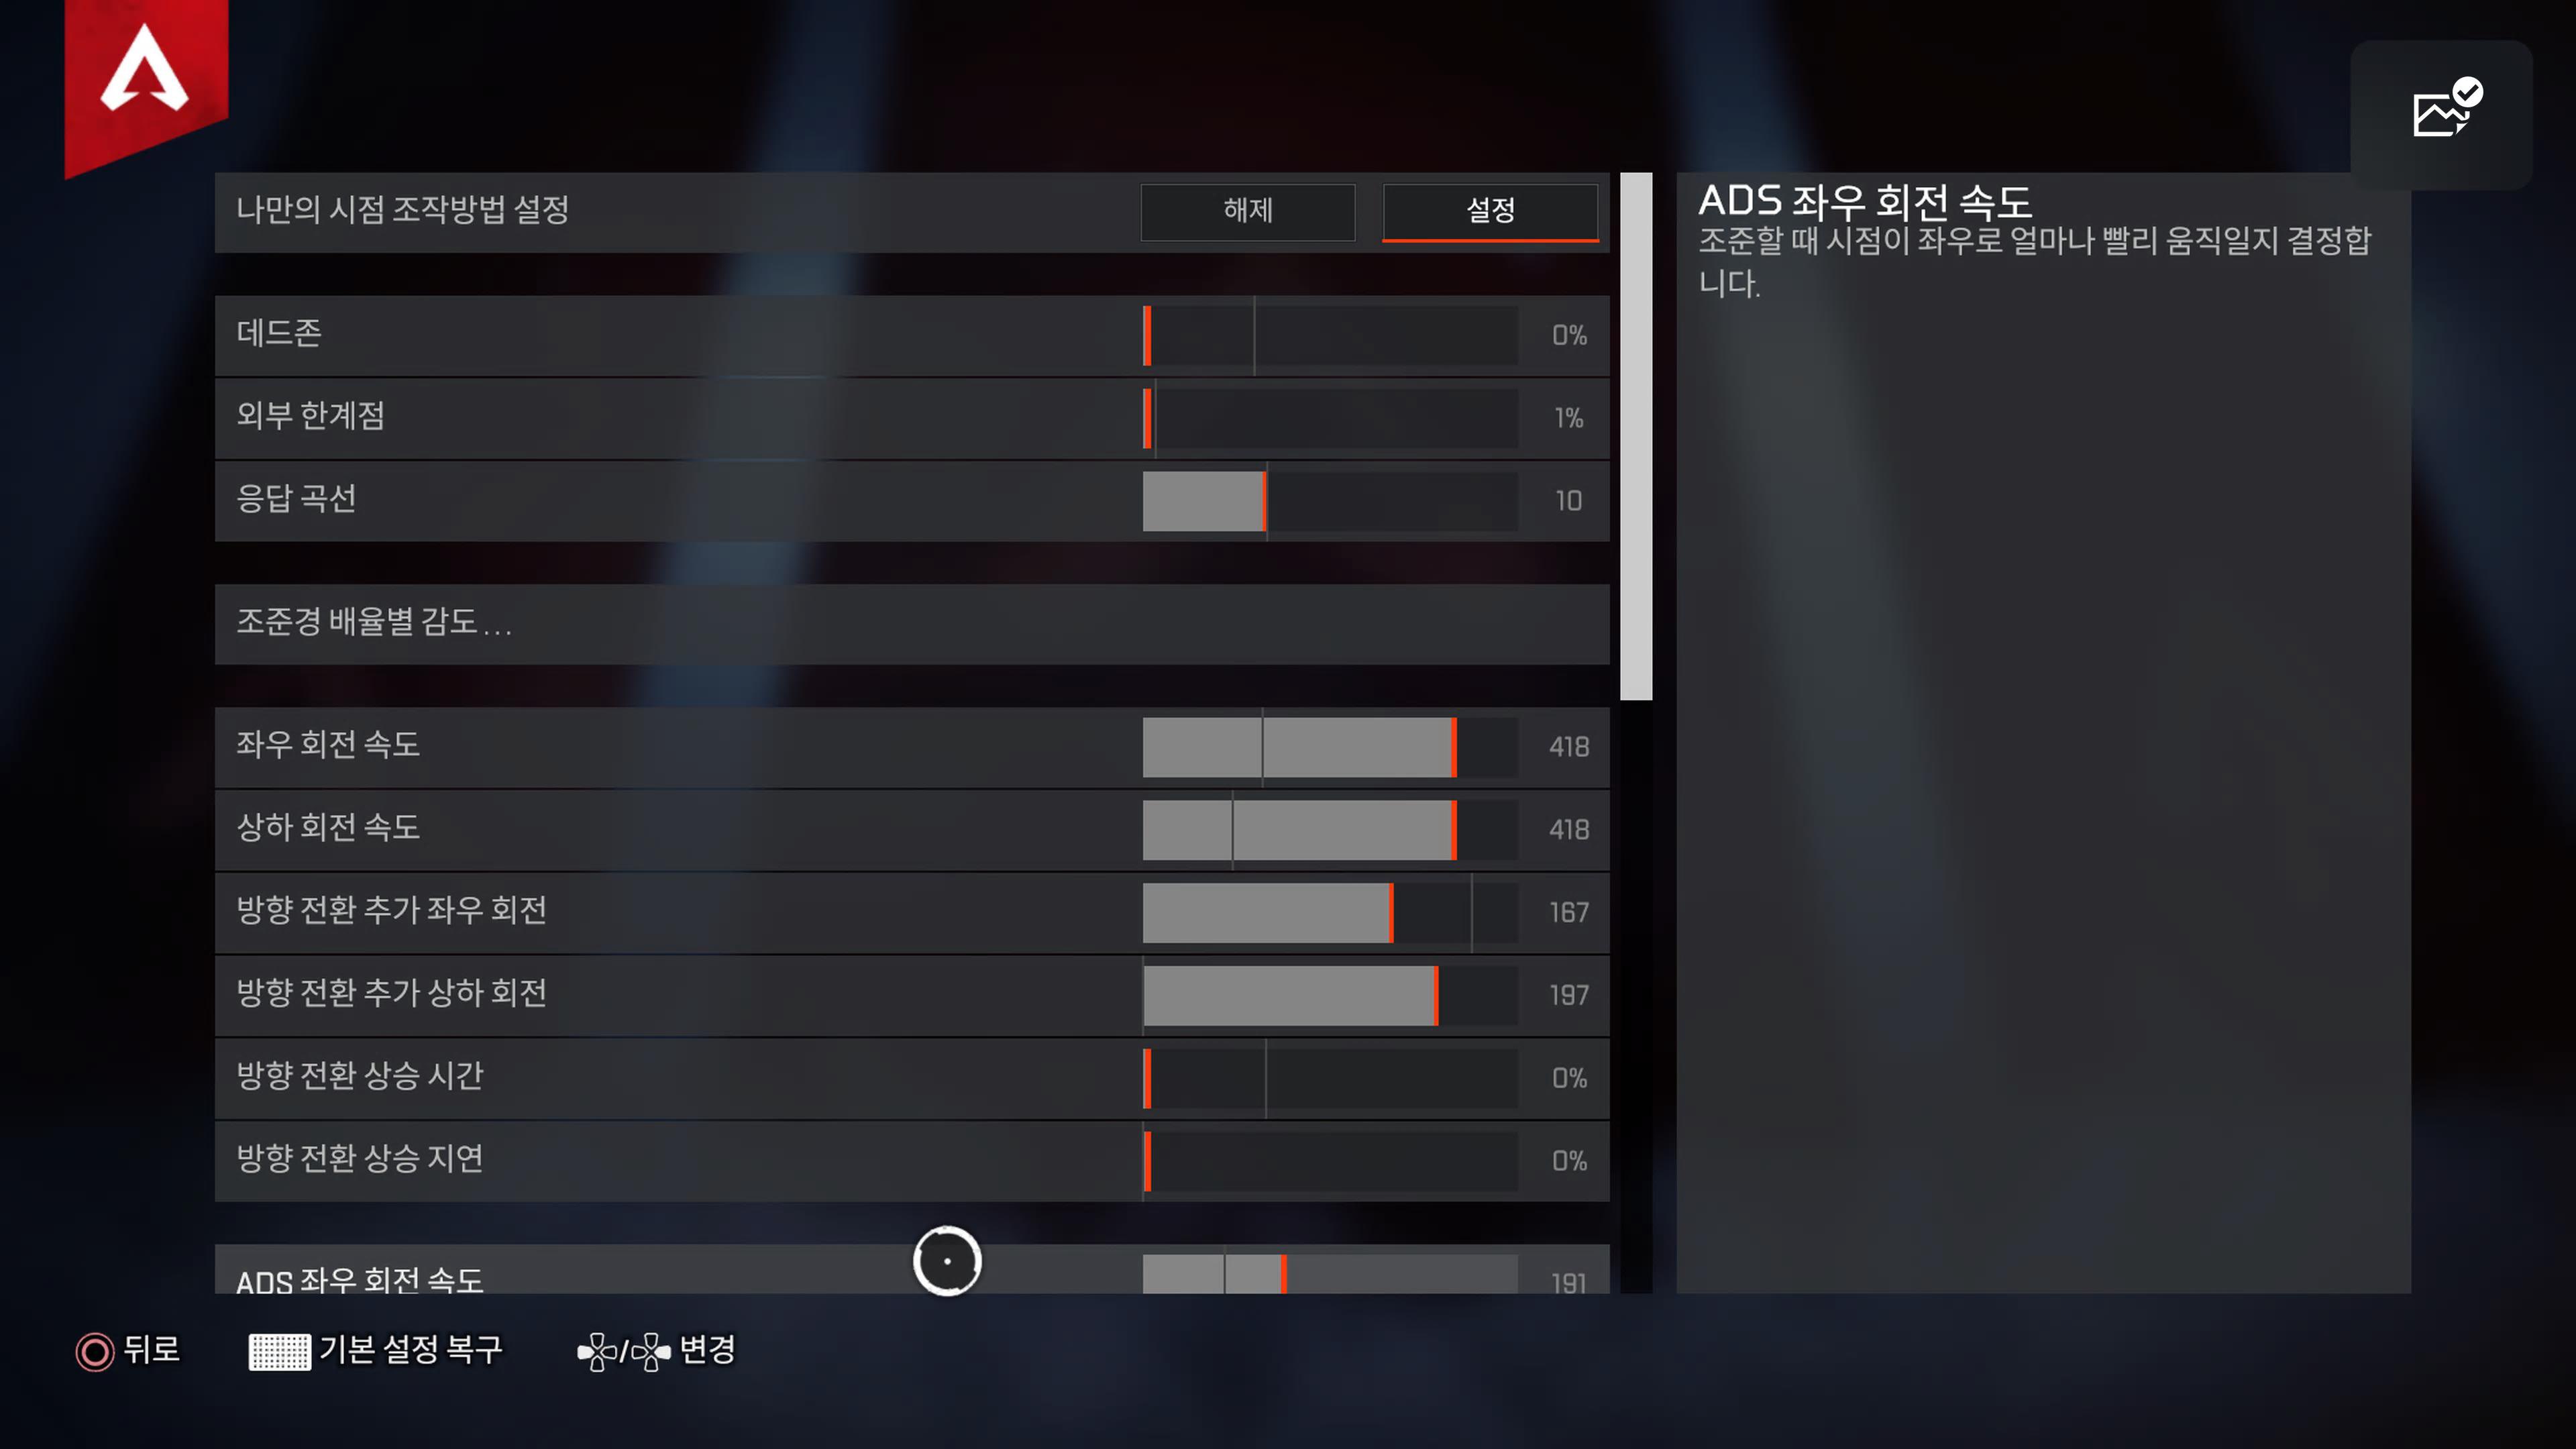 나만의 시점 조작방법 설정 해제 설정
데드존 0%
외부 한계점 1%
응답 곡선 10
조준경 배율별 감도...
좌우 회전 속도 418
상하 회전 속도 418
방향 전환 추가 좌우 회전 167
방향 전환 추가 상하 회전 197
방향 전환 상승 시간 0%
방향 전환 상승 지연 0%
ADS 좌우 회전 속도 191
ADS 좌우 회전 속도
조준할 때 시점이 좌우로 얼마나 빨리 움직일지 결정합
니다.
뒤로 기본 설정 복구 / 변경